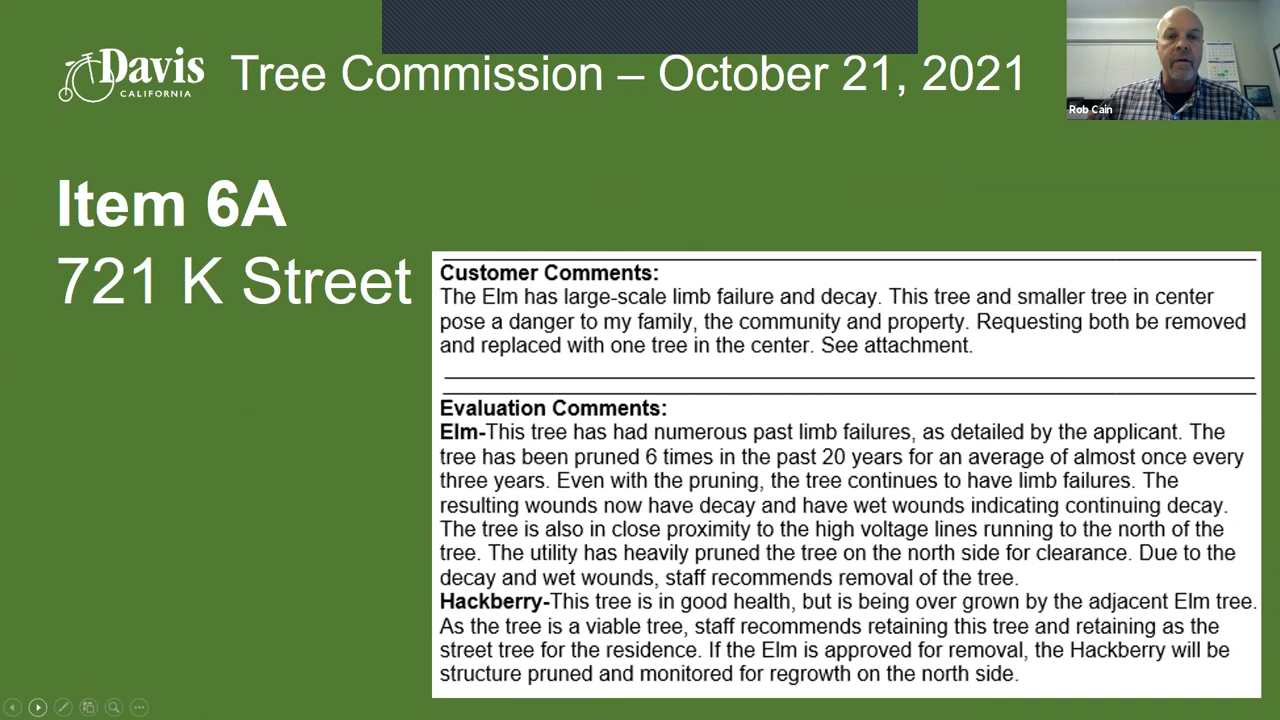 Davis
CALIFORNIA
Tree Commission – October 21, 2021
Rob Cain
Item 6A
721 K Street
Customer Comments:
The Elm has large-scale limb failure and decay. This tree and smaller tree in center
pose a danger to my family, the community and property. Requesting both be removed
and replaced with one tree in the center. See attachment.
Evaluation Comments:
Elm-This tree has had numerous past limb failures, as detailed by the applicant. The
tree has been pruned 6 times in the past 20 years for an average of almost once every
three years. Even with the pruning, the tree continues to have limb failures. The
resulting wounds now have decay and have wet wounds indicating continuing decay.
The tree is also in close proximity to the high voltage lines running to the north of the
tree. The utility has heavily pruned the tree on the north side for clearance. Due to the
decay and wet wounds, staff recommends removal of the tree.
Hackberry-This tree is in good health, but is being over grown by the adjacent Elm tree.
As the tree is a viable tree, staff recommends retaining this tree and retaining as the
street tree for the residence. If the Elm is approved for removal, the Hackberry will be
structure pruned and monitored for regrowth on the north side.